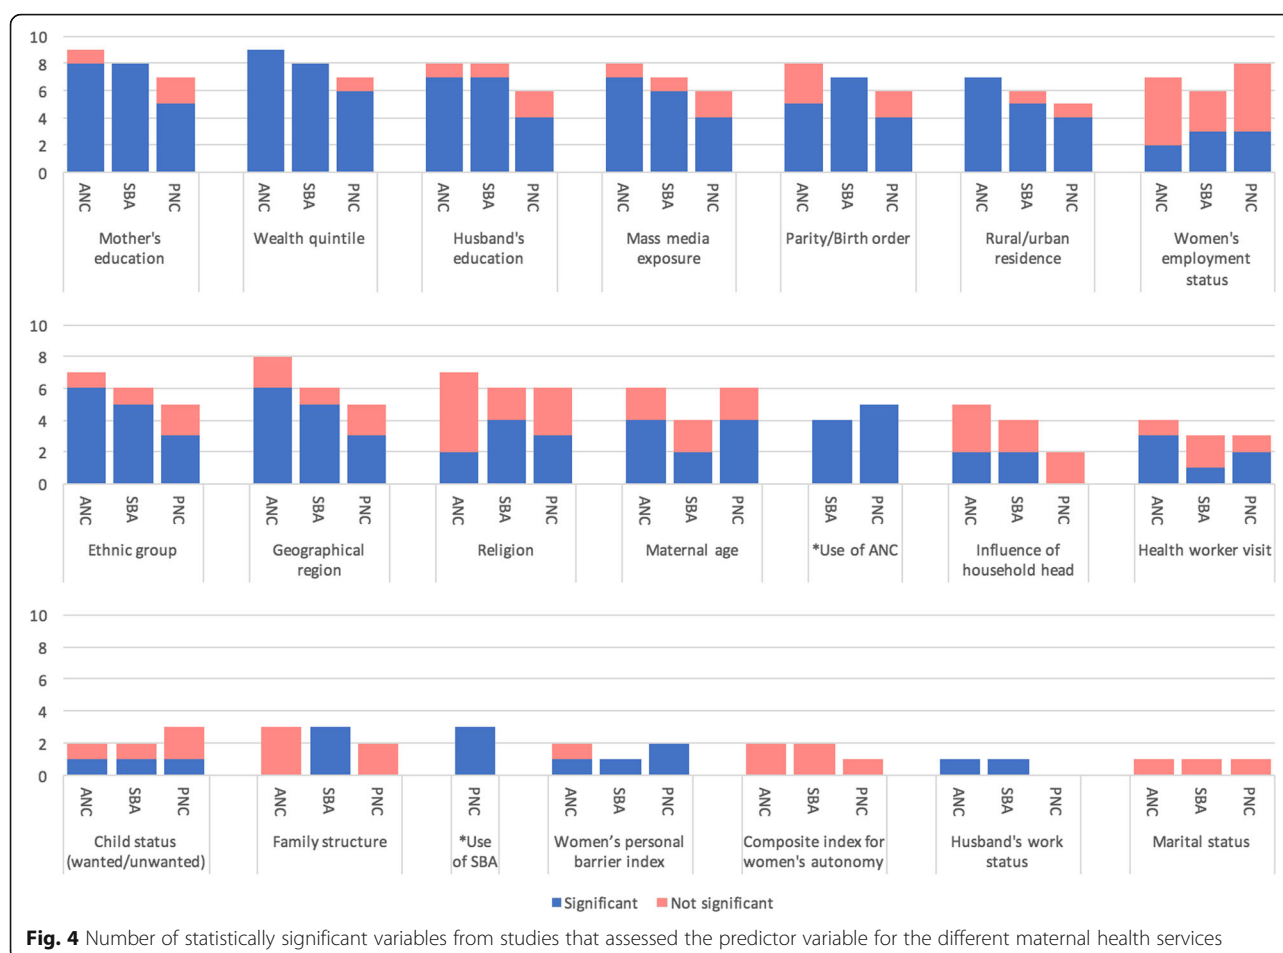 10
8
6
4
2
0
ANC SBA PNC ANC SBA PNC ANC SBA PNC ANC SBA PNC ANC SBA PNC ANC SBA PNC ANC SBA PNC
Mother's education Wealth quintile Husband's education Mass media exposure Parity/Birth order Rural/urban residence Women's employment status
10
8
6
4
2
0
ANC SBA PNC ANC SBA PNC ANC SBA PNC ANC SBA PNC SBA PNC ANC SBA PNC ANC SBA PNC
Ethnic group Geographical region Religion Maternal age *Use of ANC Influence of household head Health worker visit
10
8
6
4
2
0
ANC SBA PNC ANC SBA PNC PNC ANC SBA PNC ANC SBA PNC ANC SBA PNC ANC SBA PNC
Child status (wanted/unwanted) Family structure *Use of SBA Women’s personal barrier index Composite index for women's autonomy Husband's work status Marital status
Significant Not significant
Fig. 4 Number of statistically significant variables from studies that assessed the predictor variable for the different maternal health services